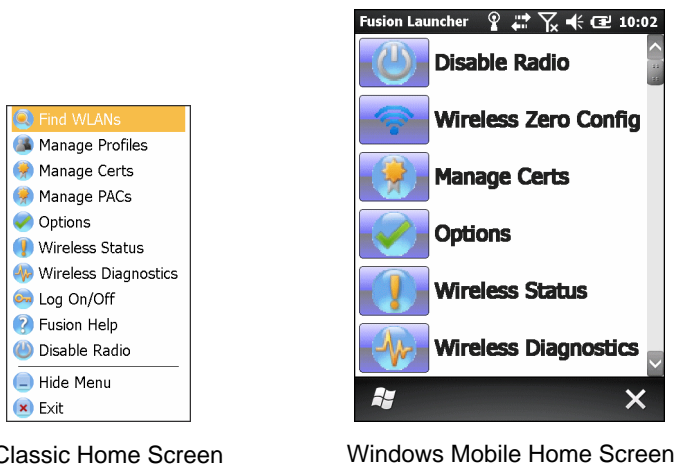 Find WLANs
Manage Profiles
Manage Certs
Manage PACs
Options
Wireless Status
Wireless Diagnostics
Log On/Off
Fusion Help
Disable Radio
Hide Menu
Exit
Classic Home Screen
Fusion Launcher 10:02
Disable Radio
Wireless Zero Config
Manage Certs
Options
Wireless Status
Wireless Diagnostics
Windows Mobile Home Screen